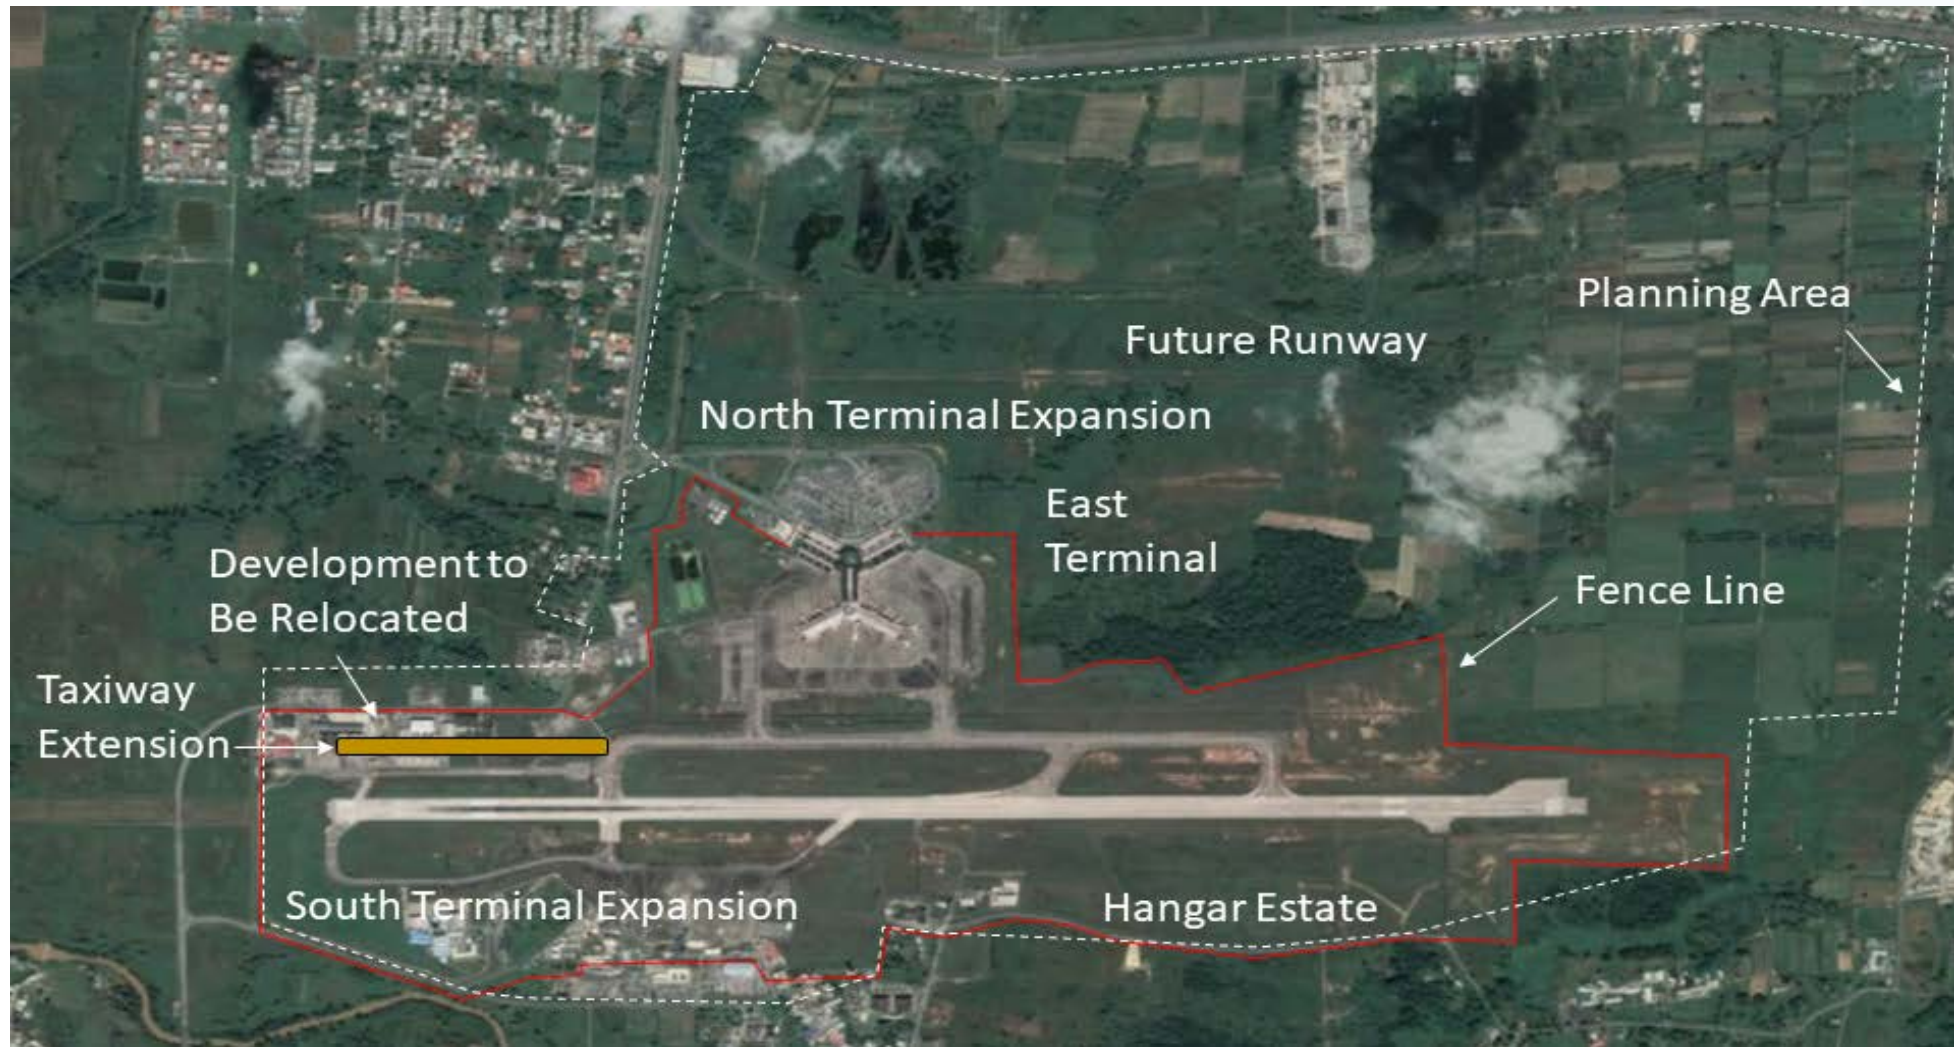 Planning Area
Future Runway
North Terminal Expansion
East
Terminal
Development to
Be Relocated
Fence Line
Taxiway
Extension
South Terminal Expansion
Hangar Estate